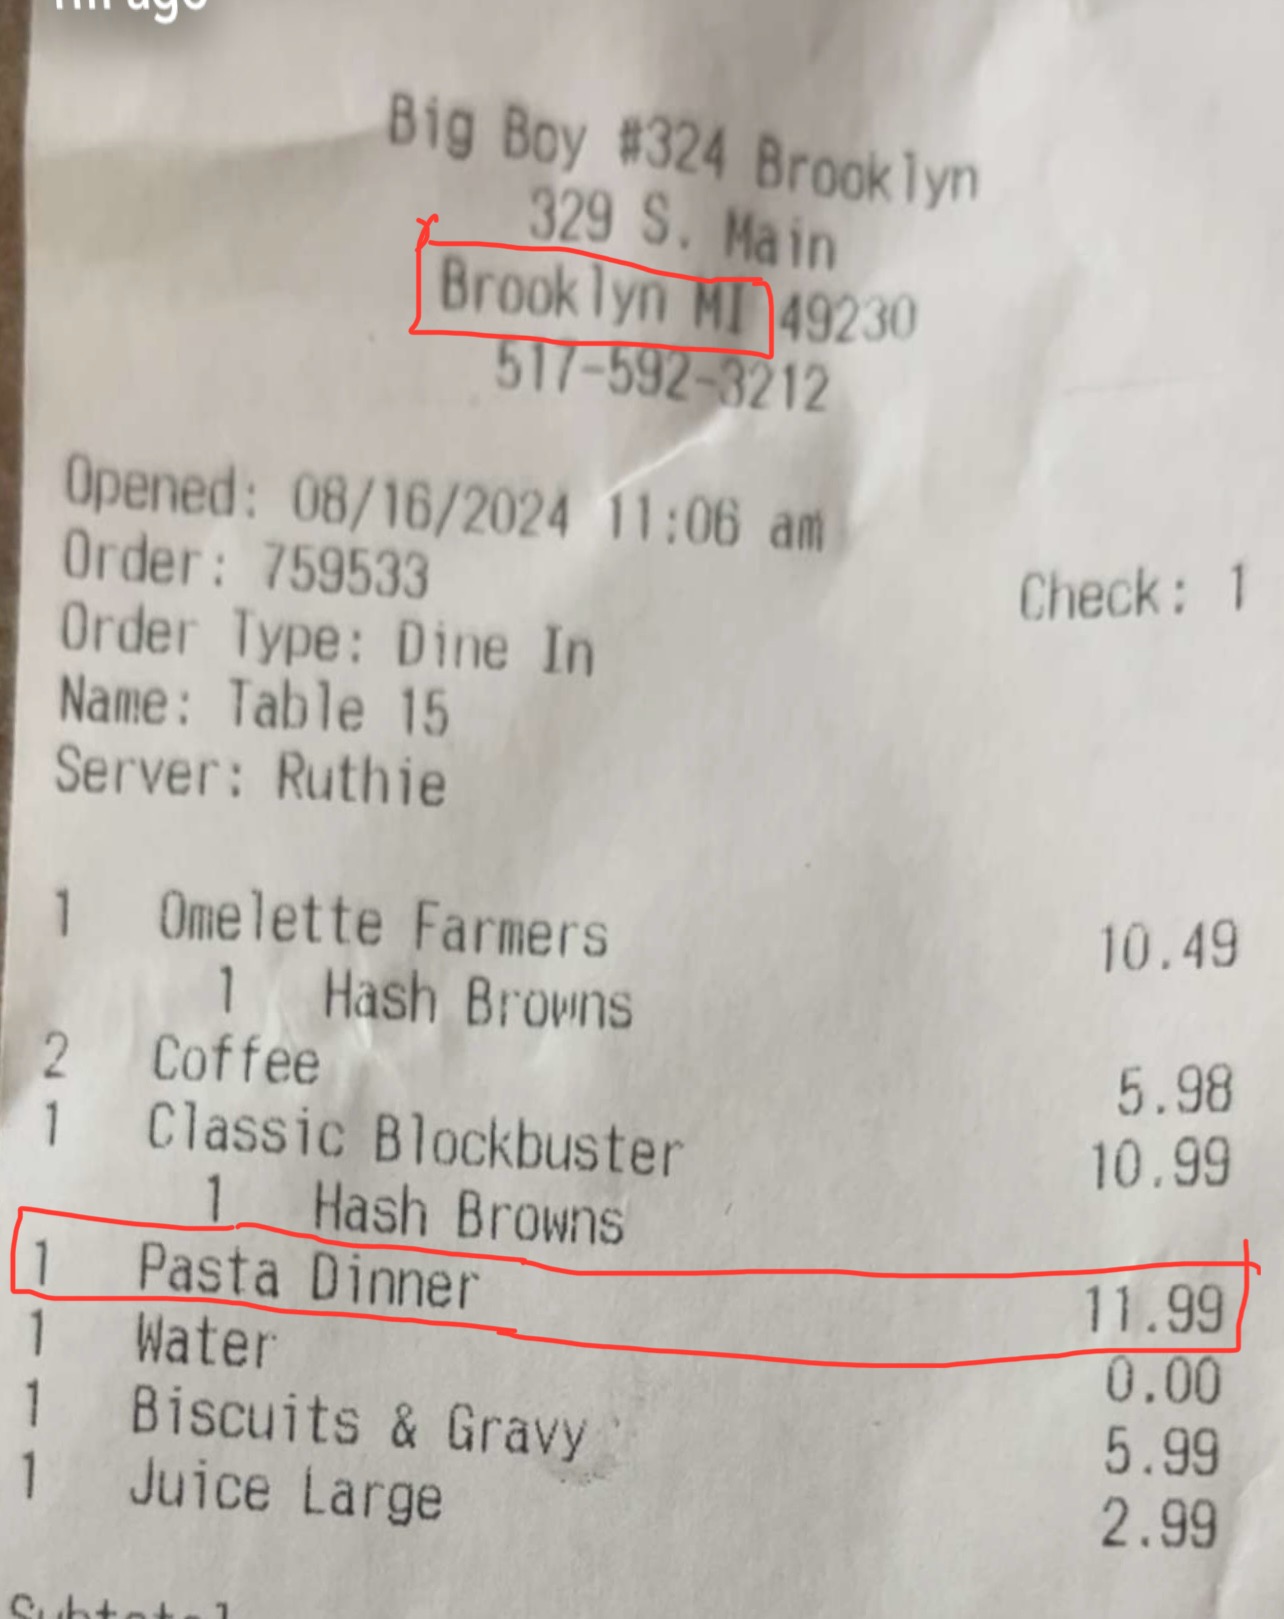 Big Boy #324 Brooklyn
329 S. Main
Brooklyn MI 49230
517-592-3212
Opened: 08/16/2024 11:06 am
Order: 759533 Check: 1
Order Type: Dine In
Name: Table 15
Server: Ruthie
1 Omelette Farmers 10.49
1 Hash Browns
2 Coffee 5.98
1 Classic Blockbuster 10.99
1 Hash Browns
1 Pasta Dinner 11.99
1 Water 0.00
1 Biscuits & Gravy 5.99
1 Juice Large 2.99
Subtotal